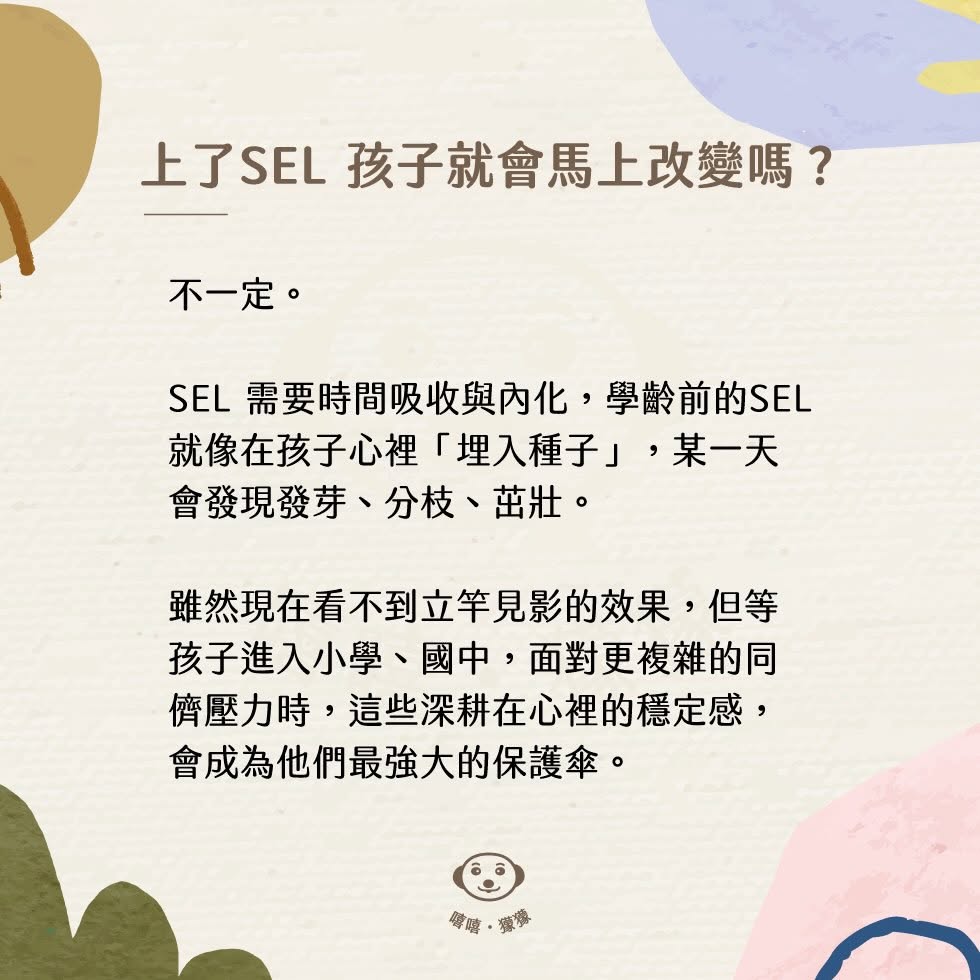 上了SEL 孩子就會馬上改變嗎？
不一定。
SEL 需要時間吸收與內化，學齡前的SEL
就像在孩子心裡「埋入種子」，某一天
會發現發芽、分枝、茁壯。
雖然現在看不到立竿見影的效果，但等
孩子進入小學、國中，面對更複雜的同
儕壓力時，這些深耕在心裡的穩定感，
會成為他們最強大的保護傘。
嘻嘻・獴獴